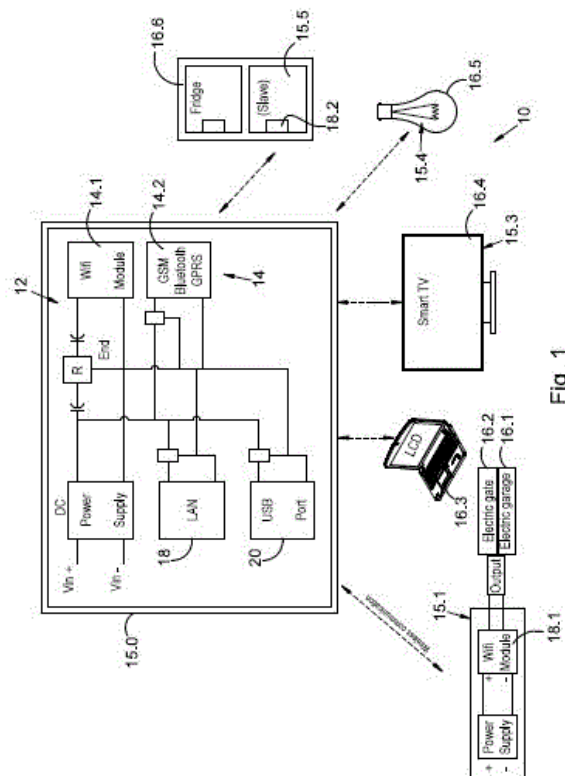 12
14.1
Wifi
Module
14.2
GSM
Bluetooth
GPRS
14
R
End
DC
Power
Supply
Vin +
Vin -
LAN
18
USB
Port
20
15.0
16.6
Fridge
(Slave)
15.5
18.2
15.4
16.5
10
16.4
Smart TV
15.3
LCD
16.3
Wireless communication
15.1
Output
Electric gate
Electric garage
16.2
16.1
+
-
Power
Supply
+
-
Wifi
Module
18.1
Fig. 1